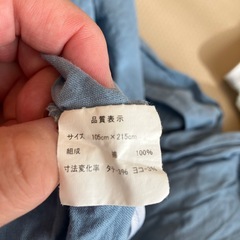 品質表示
サイズ 105cm×215cm
組成 100%
寸法変化率 タテ-3% ヨコ-3%